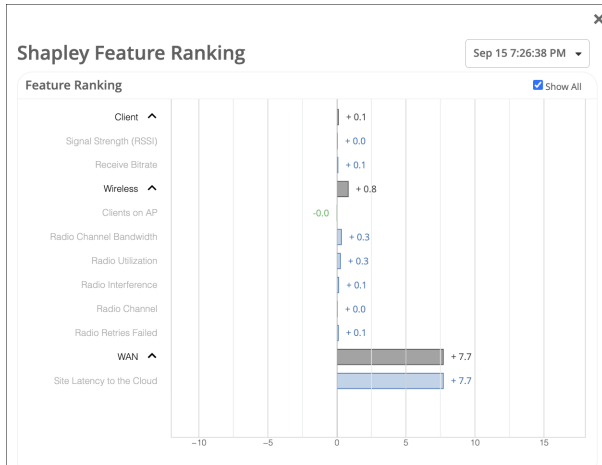 Shapley Feature Ranking
Sep 15 7:26:38 PM
Feature Ranking
Show All
Client + 0.1
Signal Strength (RSSI) + 0.0
Receive Bitrate + 0.1
Wireless + 0.8
Clients on AP -0.0
Radio Channel Bandwidth + 0.3
Radio Utilization + 0.3
Radio Interference + 0.1
Radio Channel + 0.0
Radio Retries Failed + 0.1
WAN + 7.7
Site Latency to the Cloud + 7.7
−10 −5 0 5 10 15